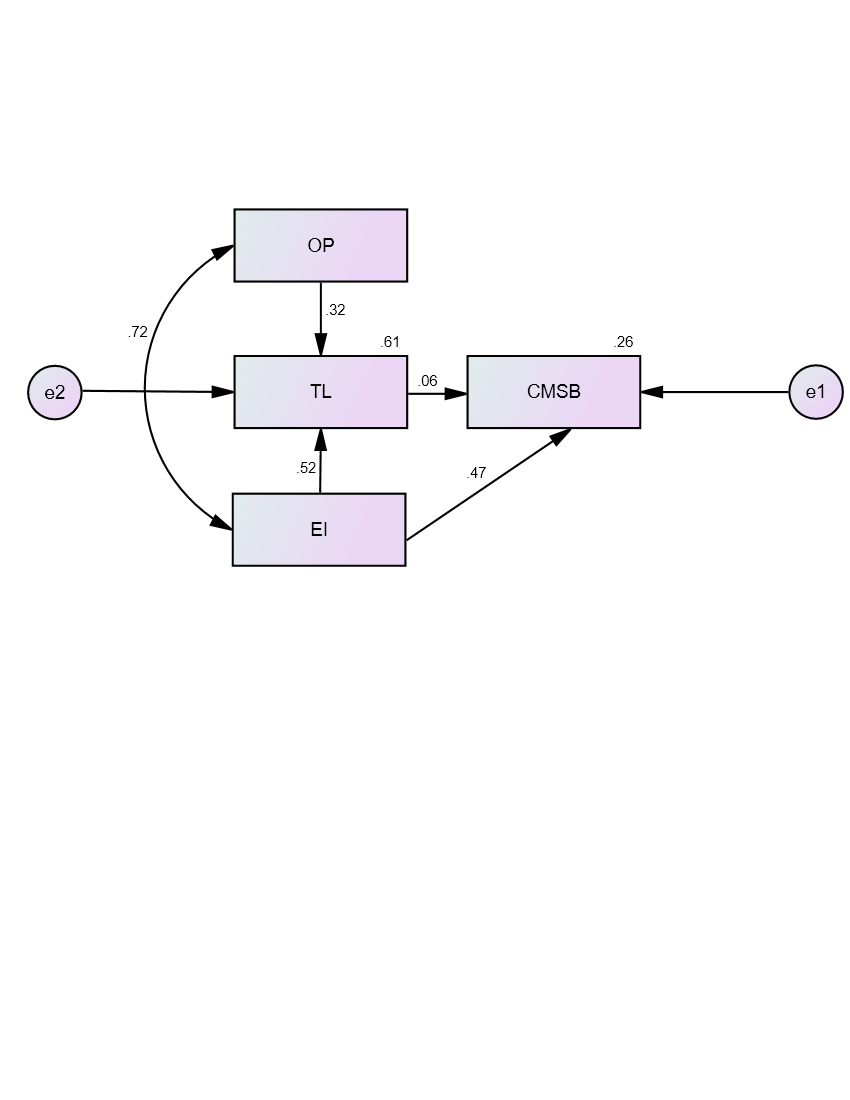 OP
.32
.72
.61
.26
e2
TL
.06
CMSB
e1
.52
.47
EI